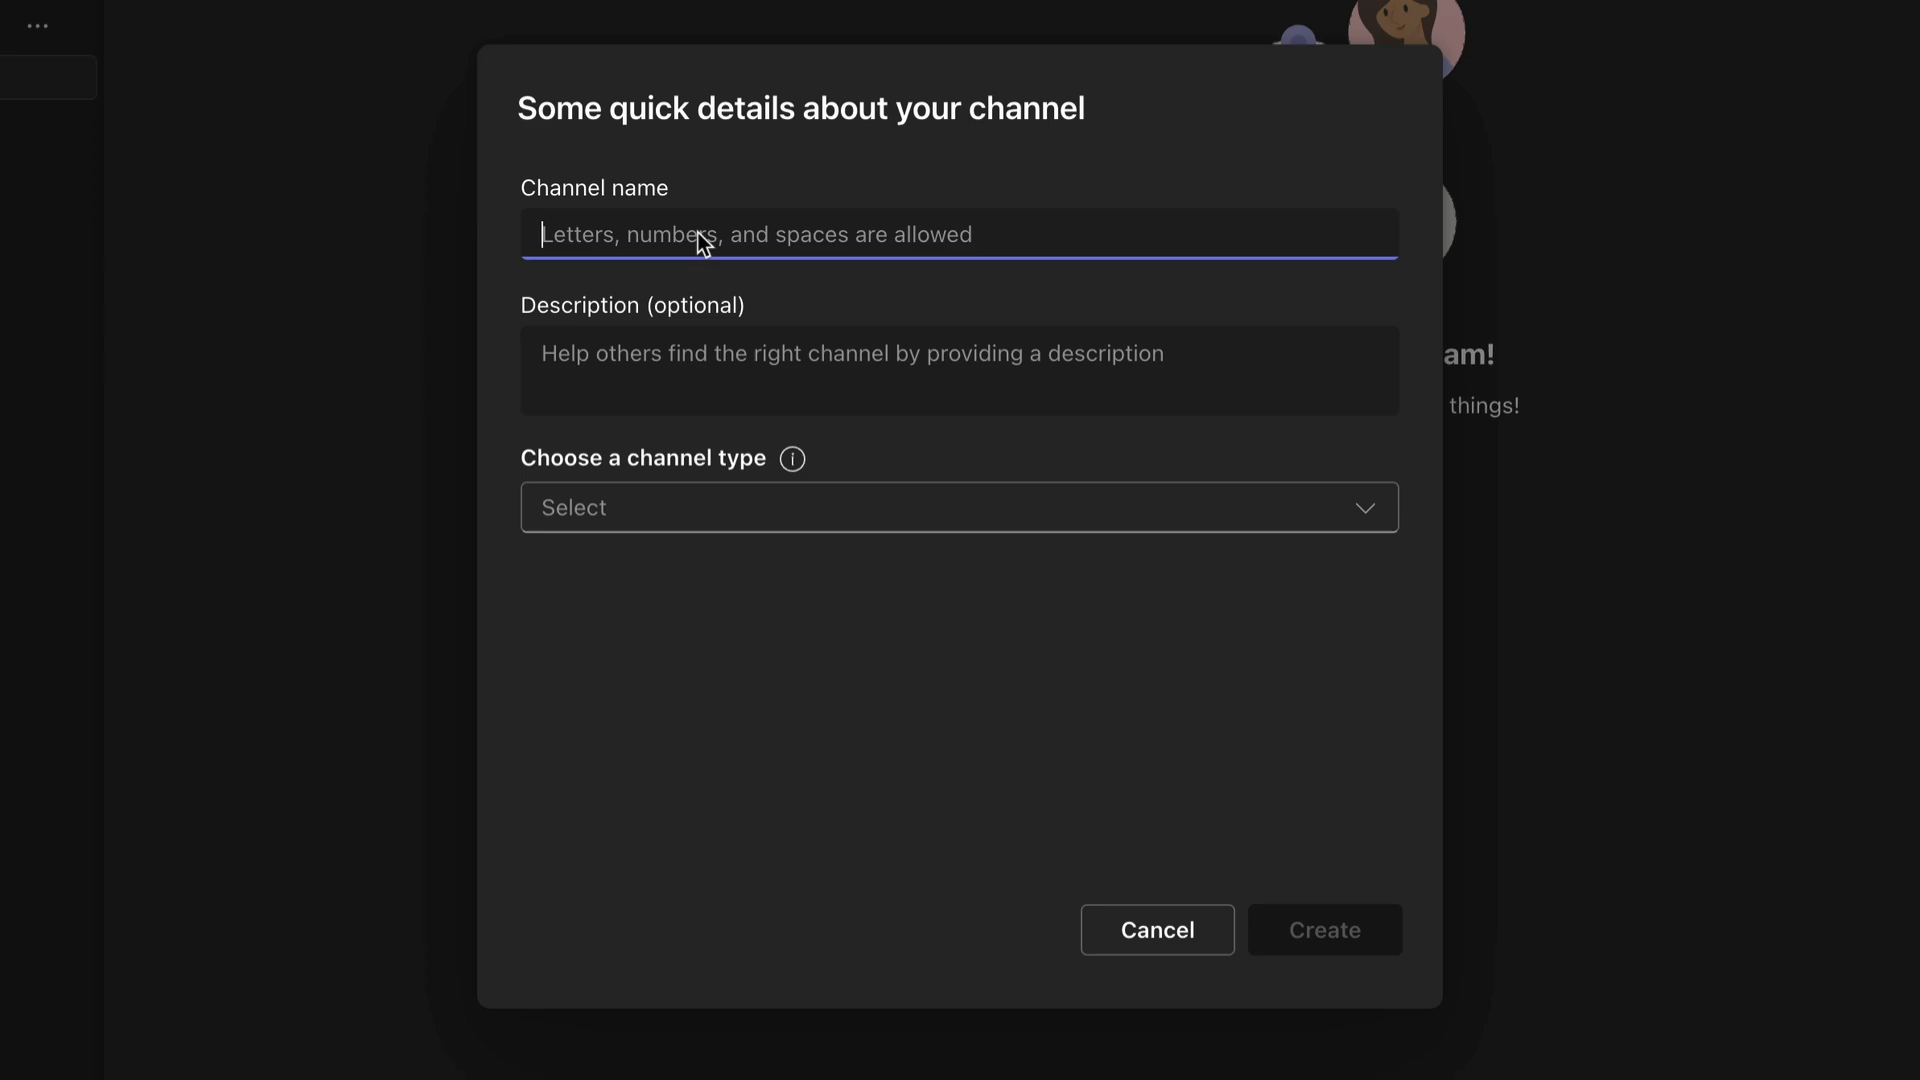 Some quick details about your channel
Channel name
Letters, numbers, and spaces are allowed
Description (optional)
Help others find the right channel by providing a description
am!
things!
Choose a channel type
Select
Cancel
Create